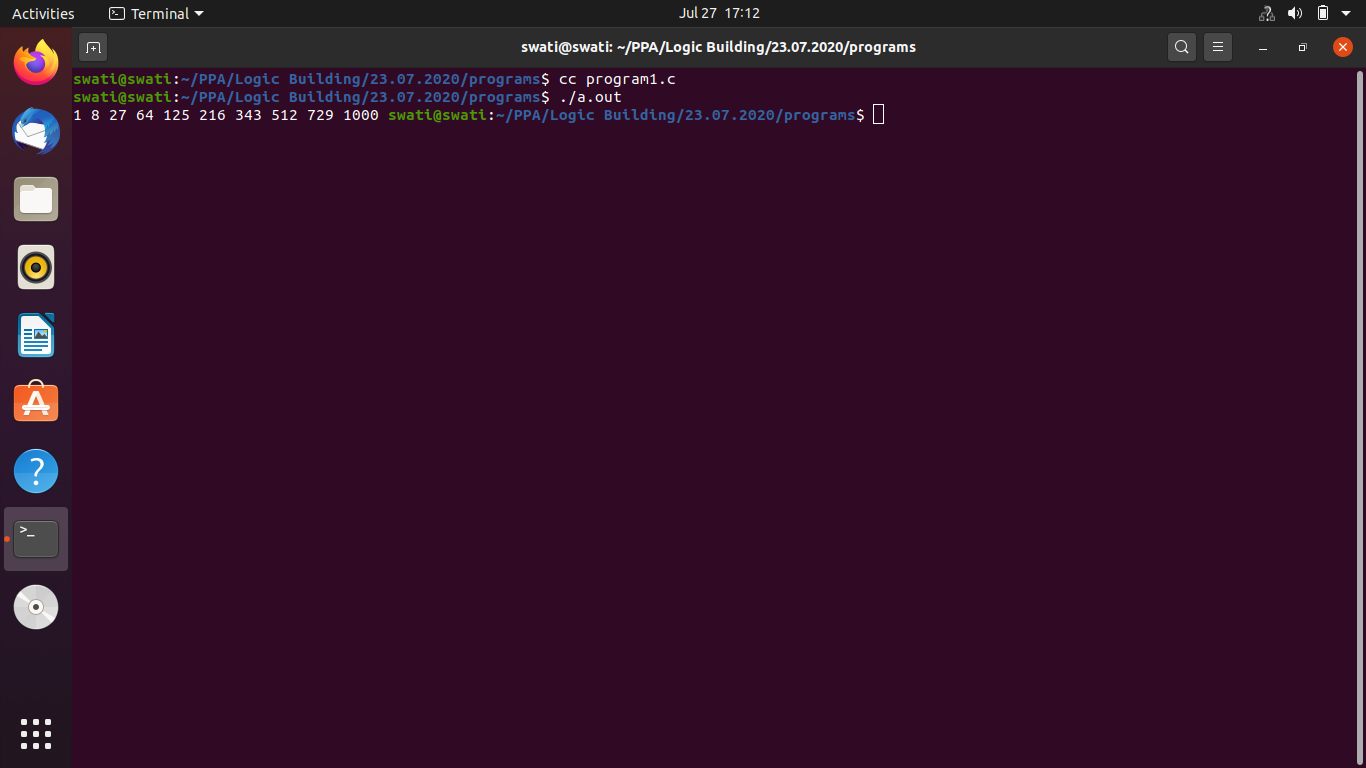 Activities Terminal Jul 27 17:12
swati@swati: ~/PPA/Logic Building/23.07.2020/programs
swati@swati:~/PPA/Logic Building/23.07.2020/programs$ cc program1.c
swati@swati:~/PPA/Logic Building/23.07.2020/programs$ ./a.out
1 8 27 64 125 216 343 512 729 1000 swati@swati:~/PPA/Logic Building/23.07.2020/programs$